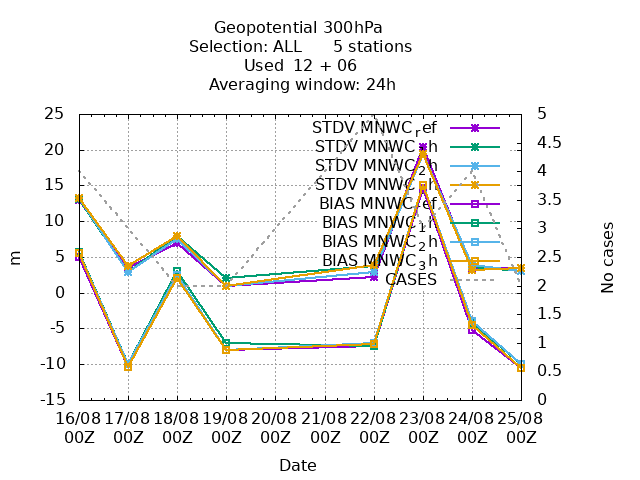 Geopotential 300hPa
Selection: ALL 5 stations
Used 12 + 06
Averaging window: 24h
25
20
15
10
5
0
-5
-10
-15
m
5
4.5
4
3.5
3
2.5
2
1.5
1
0.5
0
No cases
STDV MNWC_ref
STDV MNWC_1h
STDV MNWC_2h
STDV MNWC_3h
BIAS MNWC_ref
BIAS MNWC_1h
BIAS MNWC_2h
BIAS MNWC_3h
CASES
16/08 17/08 18/08 19/08 20/08 21/08 22/08 23/08 24/08 25/08
00Z 00Z 00Z 00Z 00Z 00Z 00Z 00Z 00Z 00Z
Date